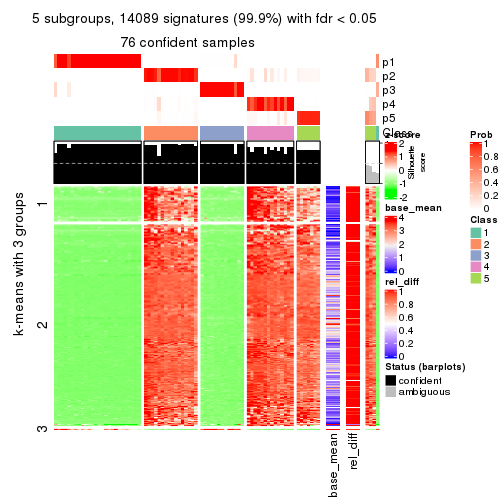 5 subgroups, 14089 signatures (99.9%) with fdr < 0.05
76 confident samples
p1
p2
p3
p4
p5
Class
k-means with 3 groups
1
2
3
base_mean
rel_diff
z-score
2
1
0
-1
-2
Silhouette
score
base_mean
4
3
2
1
0
rel_diff
1
0.8
0.6
0.4
0.2
0
Status (barplots)
confident
ambiguous
Prob
1
0.8
0.6
0.4
0.2
0
Class
1
2
3
4
5